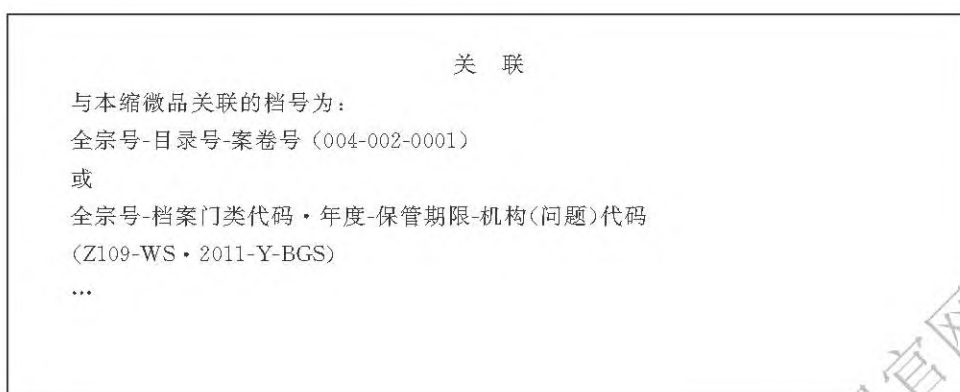 关 联
与本缩微品关联的档号为：
全宗号-目录号-案卷号（004-002-0001）
或
全宗号-档案门类代码·年度-保管期限-机构(问题)代码
(Z109-WS·2011-Y-BGS)
…
官网